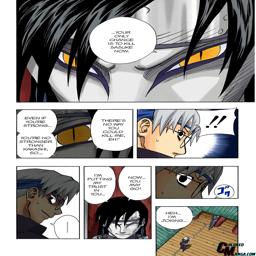 ...YOUR ONLY
CHANCE
IS TO KILL
SASUKE
NOW...
THERE'S
NO WAY
YOU
COULD
KILL ME,
EH?
EVEN IF
YOU'RE
STRONG...
YOU'RE NO
STRONGER
THAN
KAKASHI,
SO
!!
I'M
PUTTING
MY
TRUST
IN
YOU...
NOW...
YOU
MAY
GO!
HEH...
I'M
JOKING...